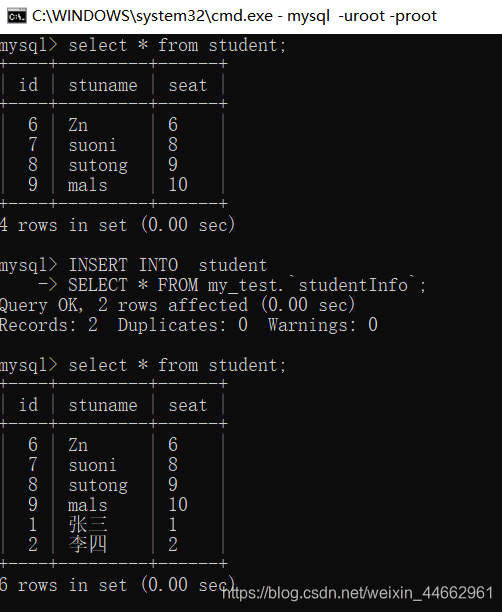 C:\WINDOWS\system32\cmd.exe - mysql  -uroot -proot
mysql> select * from student;
+----+---------+------+
| id | stuname | seat |
+----+---------+------+
|  6 | Zn      | 6    |
|  7 | suoni   | 8    |
|  8 | sutong  | 9    |
|  9 | mals    | 10   |
+----+---------+------+
4 rows in set (0.00 sec)
mysql> INSERT INTO  student
    -> SELECT * FROM my_test.`studentInfo`;
Query OK, 2 rows affected (0.00 sec)
Records: 2  Duplicates: 0  Warnings: 0
mysql> select * from student;
+----+---------+------+
| id | stuname | seat |
+----+---------+------+
|  6 | Zn      | 6    |
|  7 | suoni   | 8    |
|  8 | sutong  | 9    |
|  9 | mals    | 10   |
|  1 | 张三    | 1    |
|  2 | 李四    | 2    |
+----+---------+------+
6 rows in set (0.00 sec)
https://blog.csdn.net/weixin_44662961